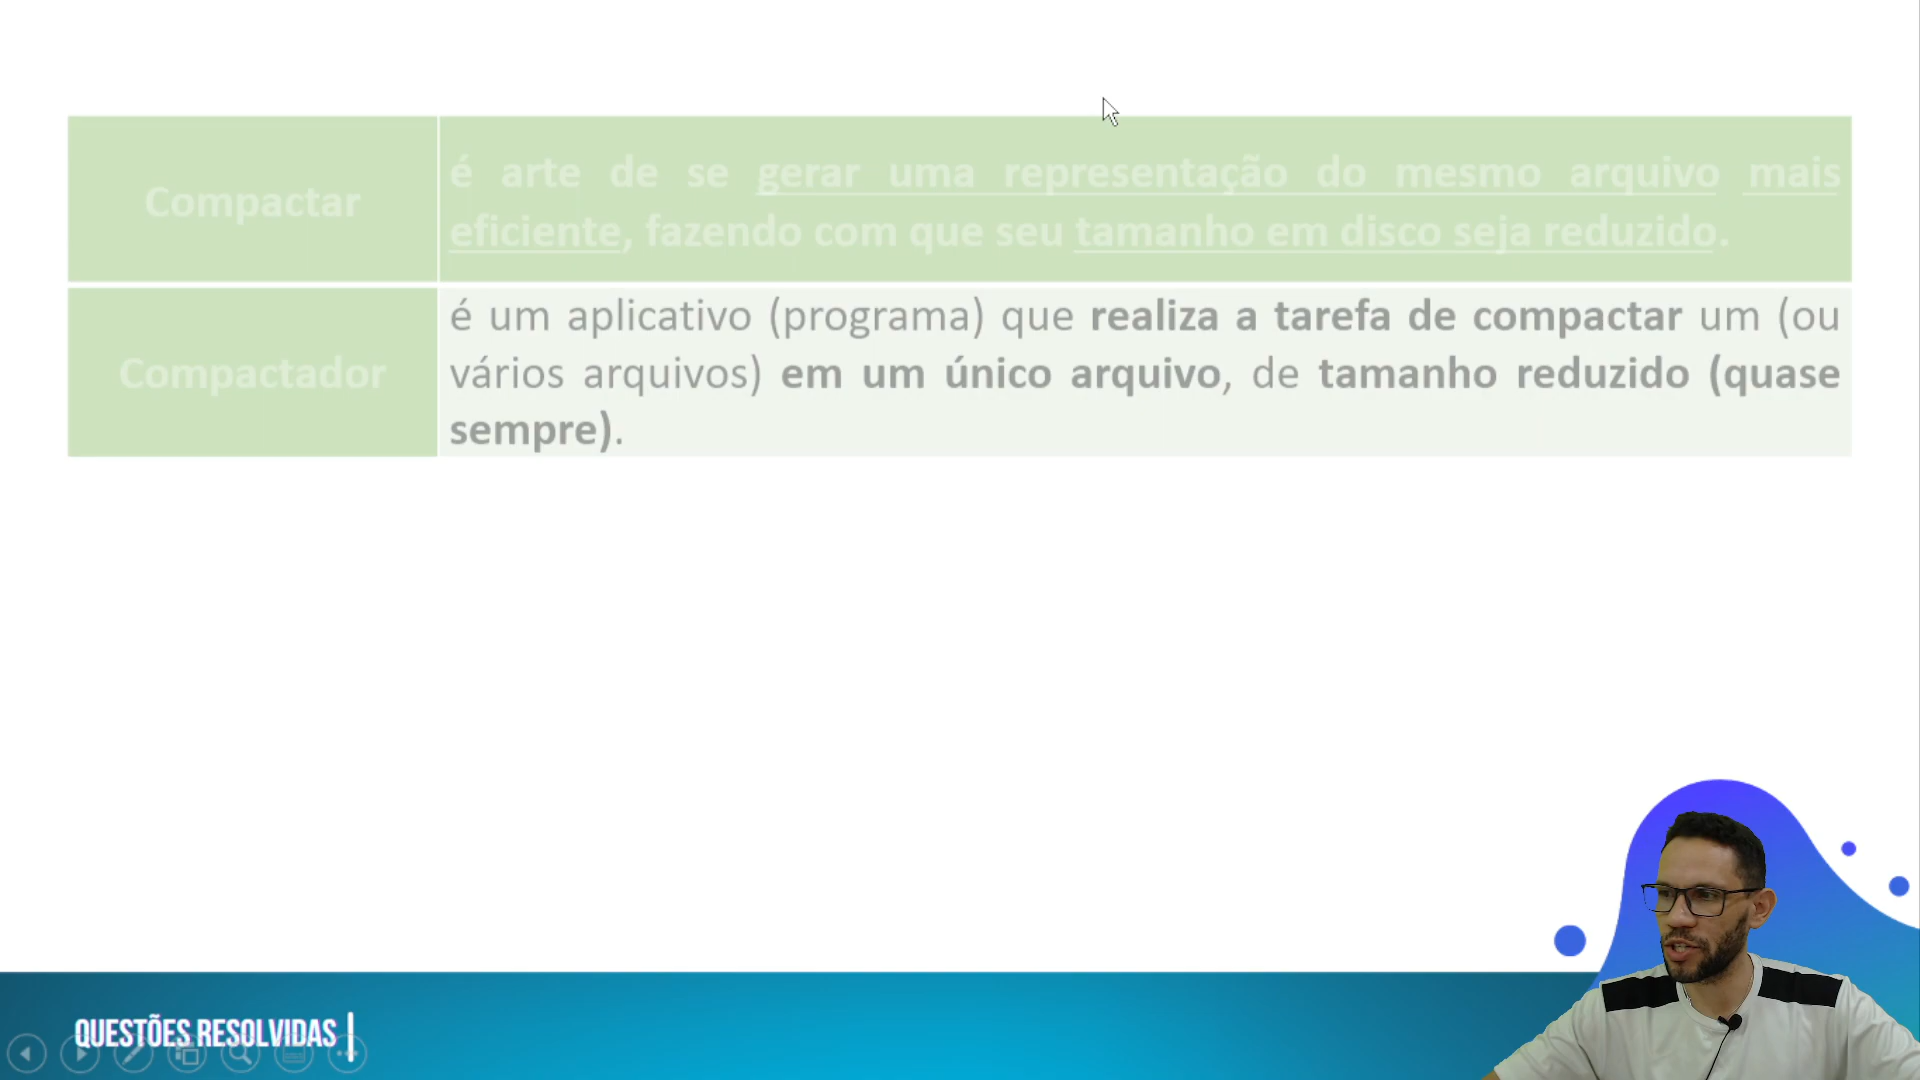 Compactar
é arte de se gerar uma representação do mesmo arquivo mais
eficiente, fazendo com que seu tamanho em disco seja reduzido.
Compactador
é um aplicativo (programa) que realiza a tarefa de compactar um (ou
vários arquivos) em um único arquivo, de tamanho reduzido (quase
sempre).
QUESTÕES RESOLVIDAS